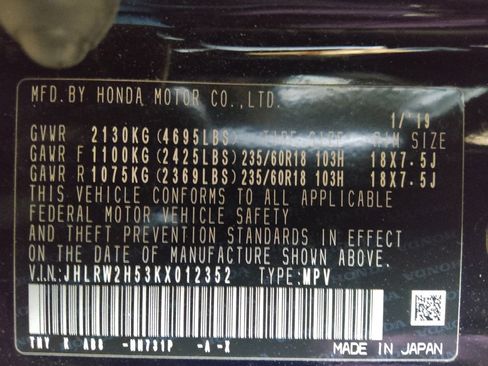 MFD.BY HONDA MOTOR CO.,LTD.
1/'19
GVWR 2130KG(4695LBS) TIRE SIZE RIM SIZE
GAWR F 1100KG(2425LBS)235/60R18 103H 18X7.5J
GAWR R 1075KG(2369LBS)235/60R18 103H 18X7.5J
THIS VEHICLE CONFORMS TO ALL APPLICABLE
FEDERAL MOTOR VEHICLE SAFETY
AND THEFT PREVENTION STANDARDS IN EFFECT
ON THE DATE OF MANUFACTURE SHOWN ABOVE.
V.I.N:JHLRW2H53KX012352 TYPE:MPV
-A -X
MADE IN JAPAN